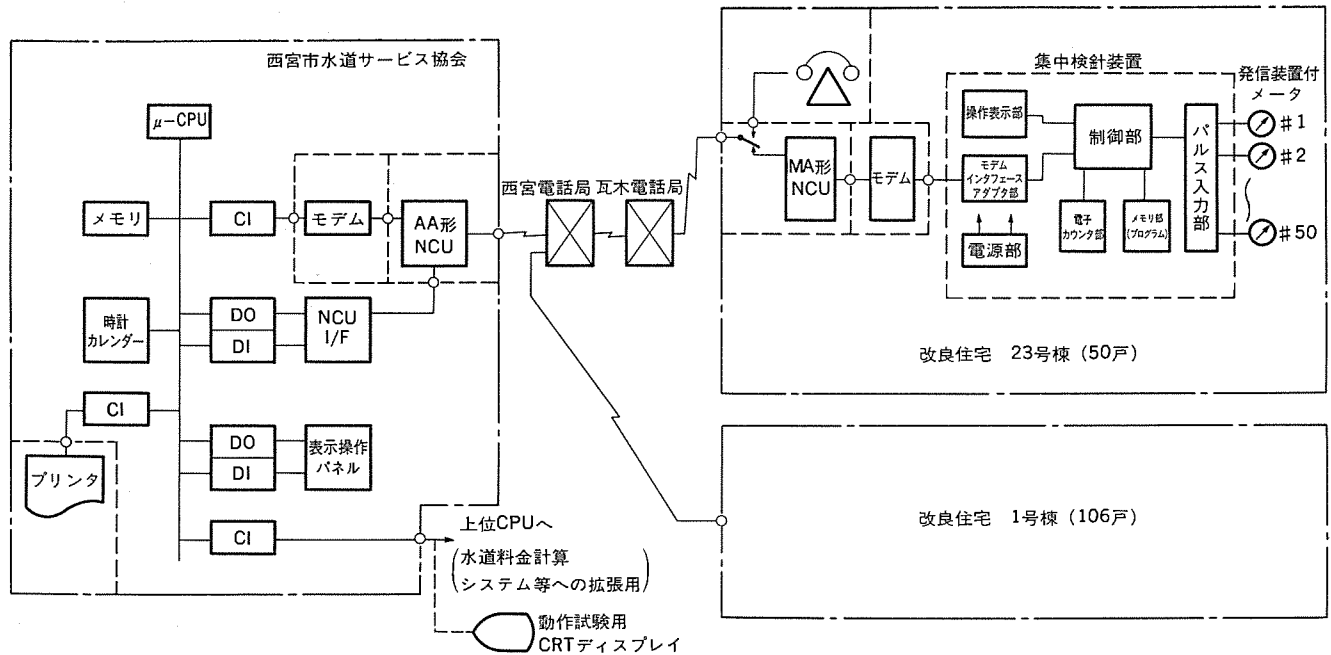 西宮市水道サービス協会
μ-CPU
メモリ
CI
モデム
AA形
NCU
時計
カレンダー
DO
DI
NCU
I/F
CI
プリンタ
DO
DI
表示操作
パネル
CI
上位CPUへ
(水道料金計算
システム等への拡張用)
動作試験用
CRTディスプレイ
西宮電話局
瓦木電話局
MA形
NCU
モデム
集中検針装置
操作表示部
モデム
インタフェース
アダプタ部
電源部
制御部
電子
カウンタ部
メモリ部
(プログラム)
パルス入力部
発信装置付
メータ
#1
#2
#50
改良住宅 23号棟(50戸)
改良住宅 1号棟(106戸)